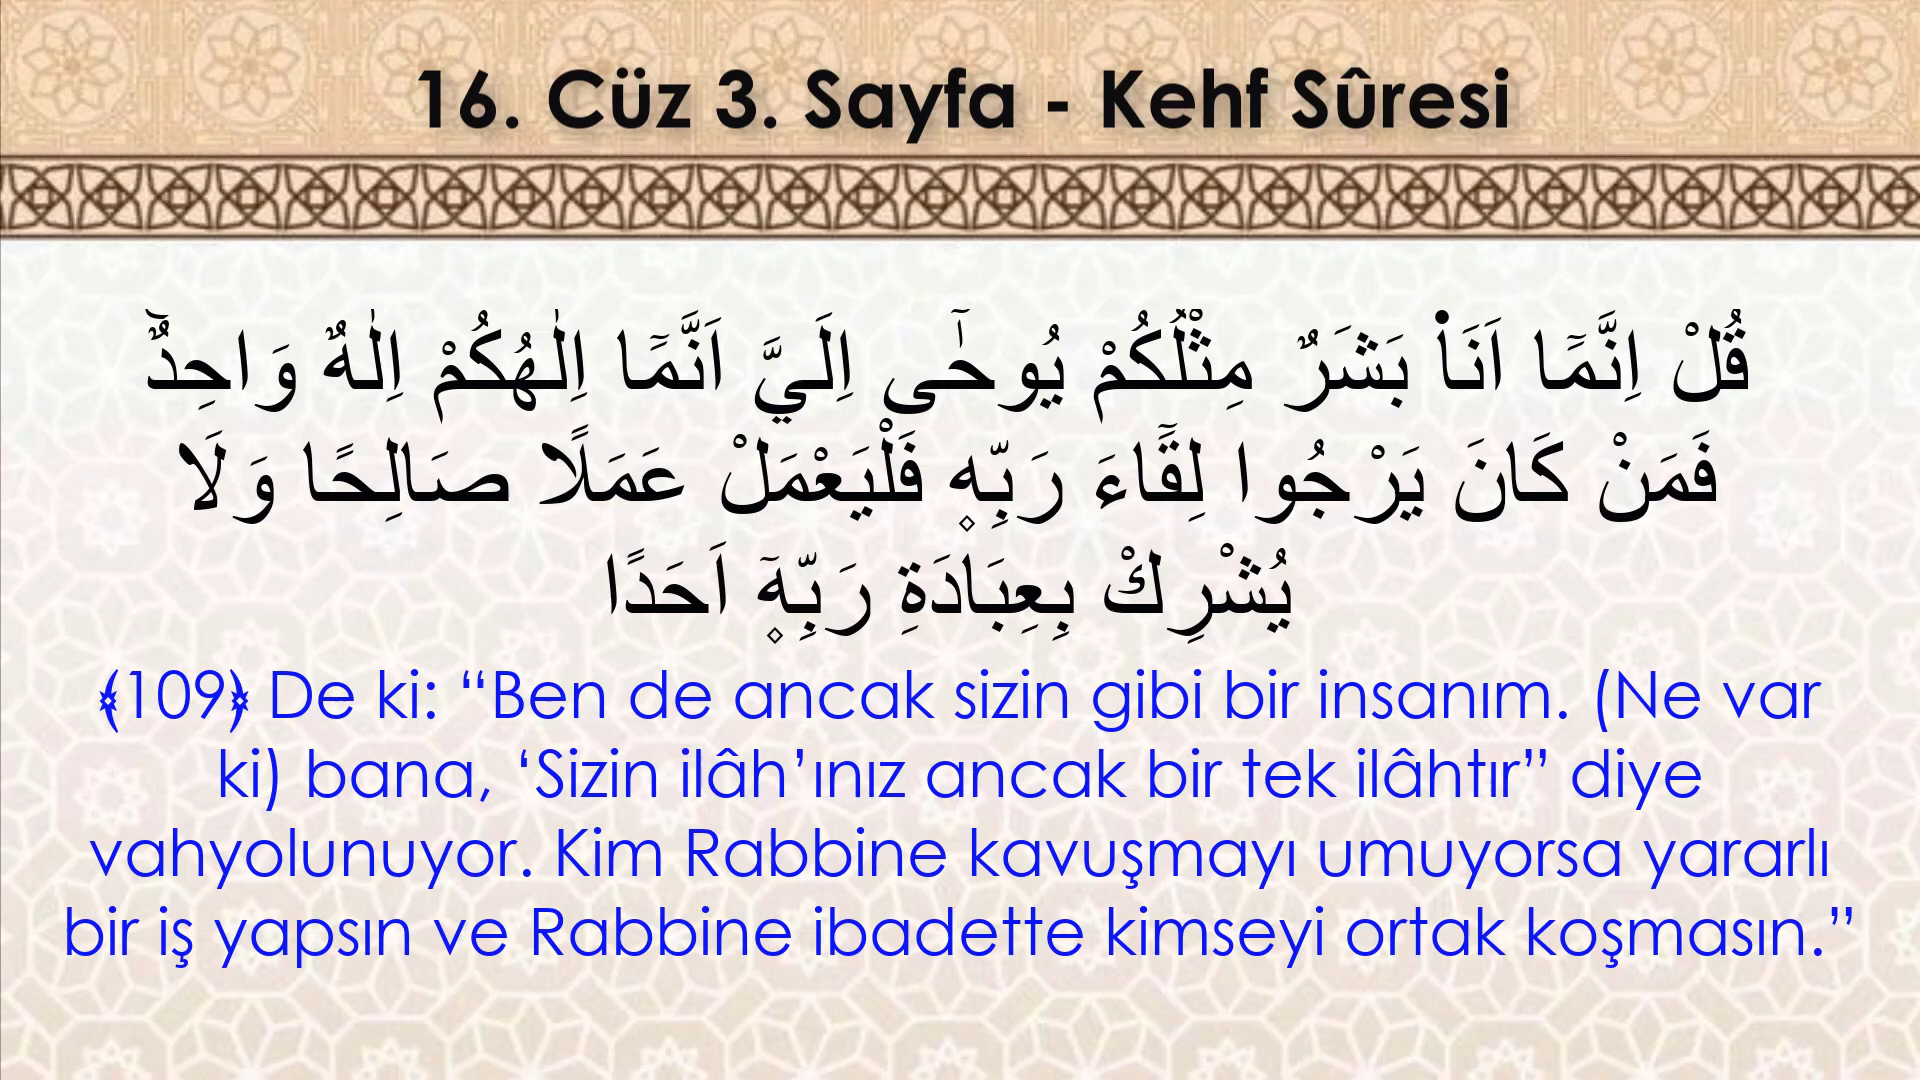 16. Cüz 3. Sayfa - Kehf Sûresi
قُلْ اِنَّمَٓا اَنَا۬ بَشَرٌ مِثْلُكُمْ يُوحٰٓى اِلَيَّ اَنَّمَٓا اِلٰهُكُمْ اِلٰهٌ وَاحِدٌۚ
فَمَنْ كَانَ يَرْجُوا لِقَٓاءَ رَبِّه۪ فَلْيَعْمَلْ عَمَلًا صَالِحًا وَلَا
يُشْرِكْ بِعِبَادَةِ رَبِّه۪ٓ اَحَدًا
﴾109﴿ De ki: “Ben de ancak sizin gibi bir insanım. (Ne var
ki) bana, ‘Sizin ilâh’ınız ancak bir tek ilâhtır” diye
vahyolunuyor. Kim Rabbine kavuşmayı umuyorsa yararlı
bir iş yapsın ve Rabbine ibadette kimseyi ortak koşmasın.”